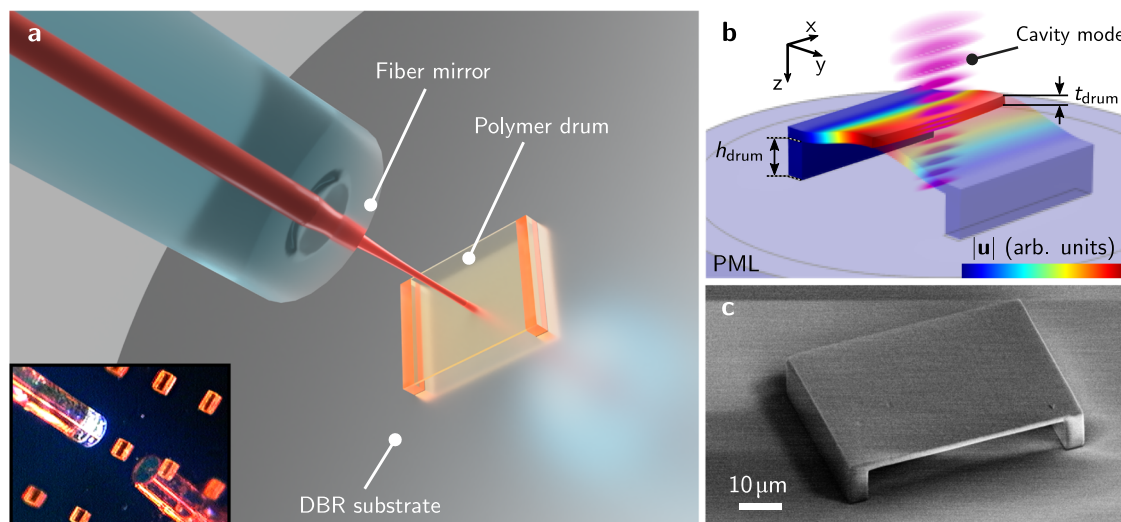 a
Fiber mirror
Polymer drum
DBR substrate
b
x
y
z
Cavity mode
t_drum
h_drum
|u| (arb. units)
PML
c
10 μm